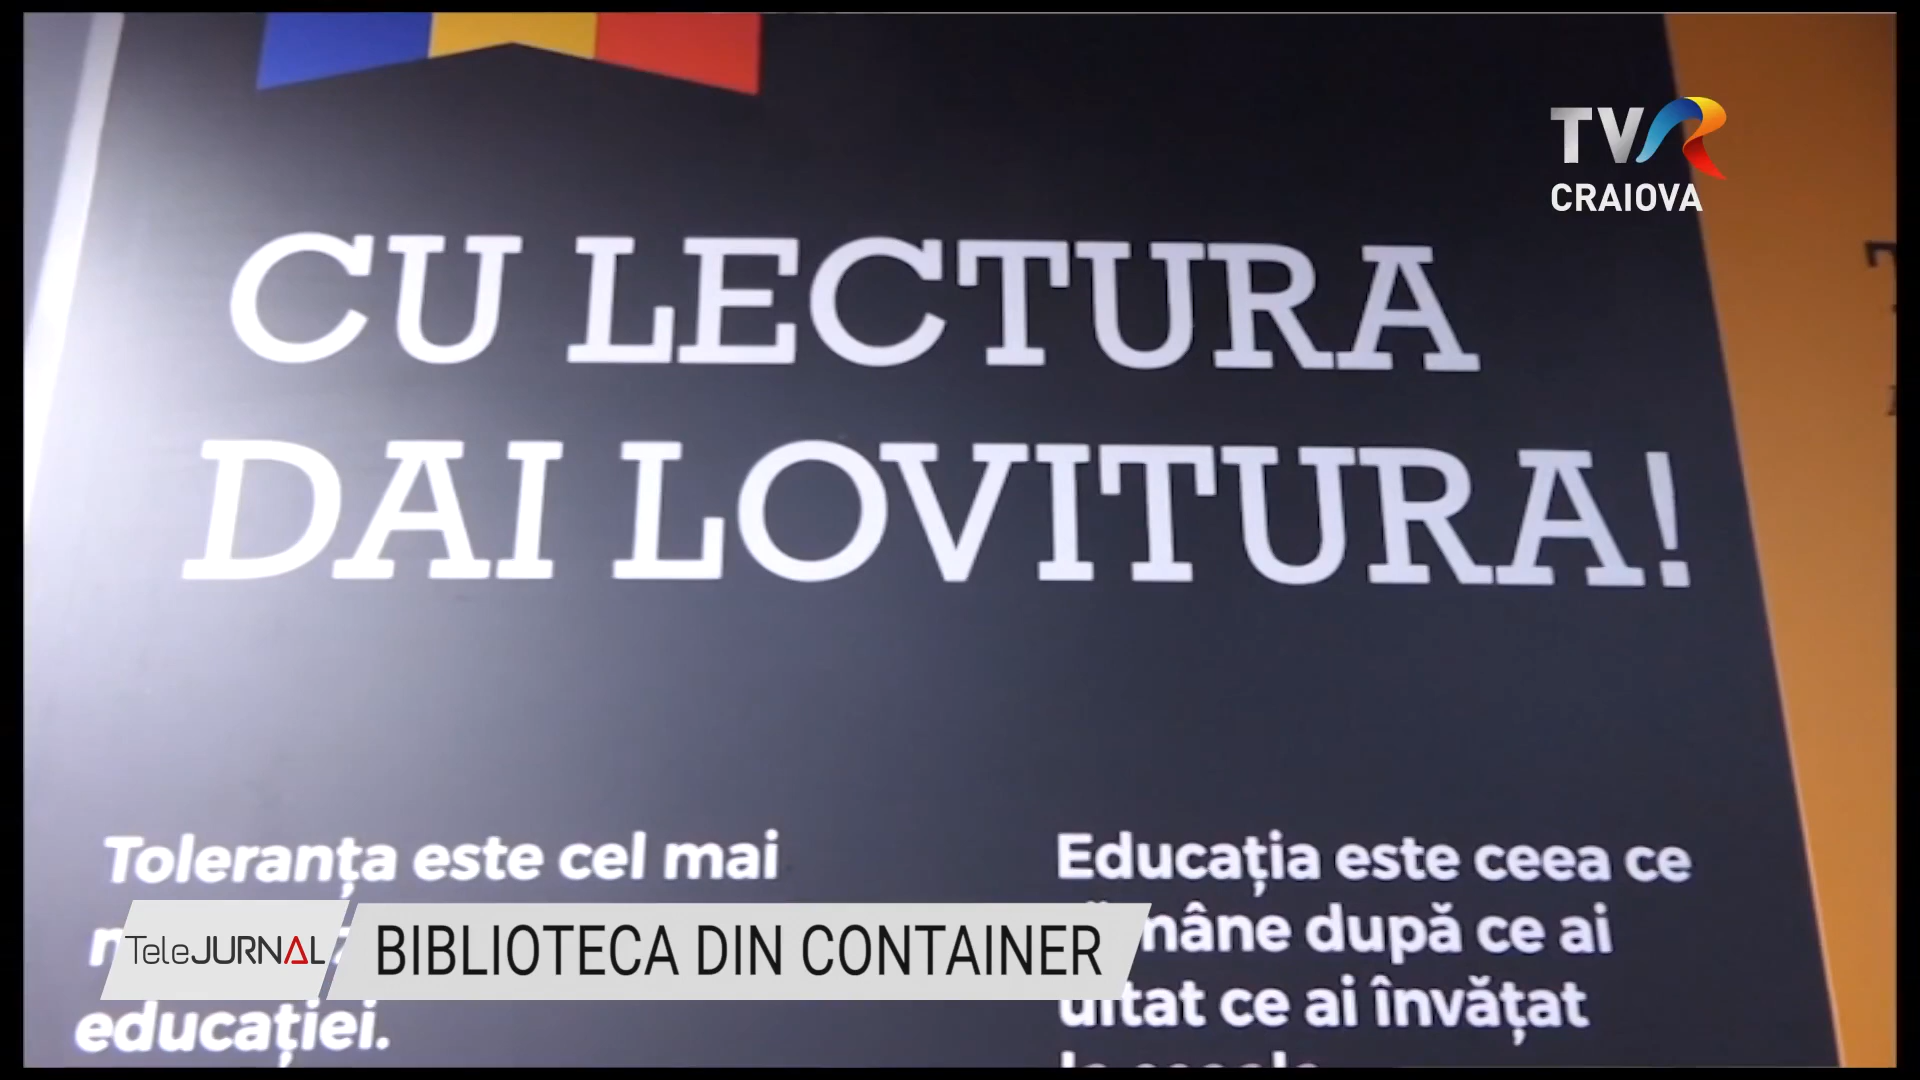 TVR
CRAIOVA
CU LECTURA
DAI LOVITURA!
Toleranța este cel mai
educației.
Educația este ceea ce
după ce ai
uitat ce ai învățat
TeleJURNAL
BIBLIOTECA DIN CONTAINER